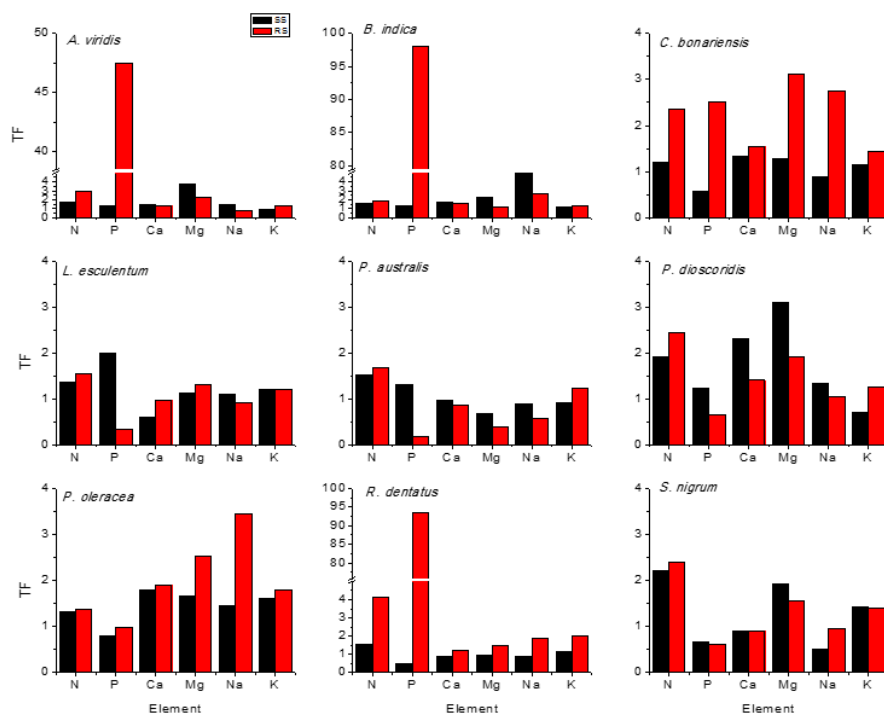 SS
RS
A. viridis
TF
50
45
40
4
3
2
1
0
N P Ca Mg Na K
B. indica
100
95
90
85
80
4
3
2
1
0
N P Ca Mg Na K
C. bonariensis
4
3
2
1
0
N P Ca Mg Na K
L. esculentum
TF
4
3
2
1
0
N P Ca Mg Na K
P. australis
4
3
2
1
0
N P Ca Mg Na K
P. dioscoridis
4
3
2
1
0
N P Ca Mg Na K
P. oleracea
TF
4
3
2
1
0
N P Ca Mg Na K
Element
R. dentatus
100
95
90
85
80
4
3
2
1
0
N P Ca Mg Na K
Element
S. nigrum
4
3
2
1
0
N P Ca Mg Na K
Element